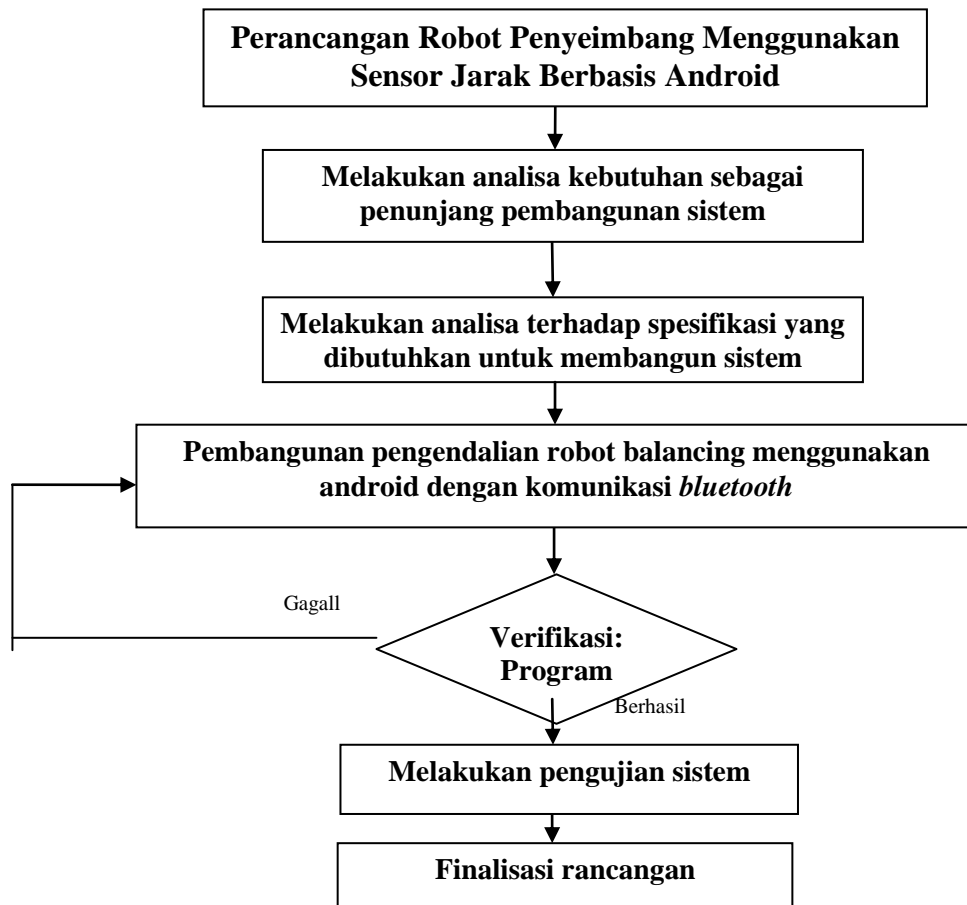 Perancangan Robot Penyeimbang Menggunakan
Sensor Jarak Berbasis Android
Melakukan analisa kebutuhan sebagai
penunjang pembangunan sistem
Melakukan analisa terhadap spesifikasi yang
dibutuhkan untuk membangun sistem
Pembangunan pengendalian robot balancing menggunakan
android dengan komunikasi bluetooth
Gagall
Verifikasi:
Program
Berhasil
Melakukan pengujian sistem
Finalisasi rancangan